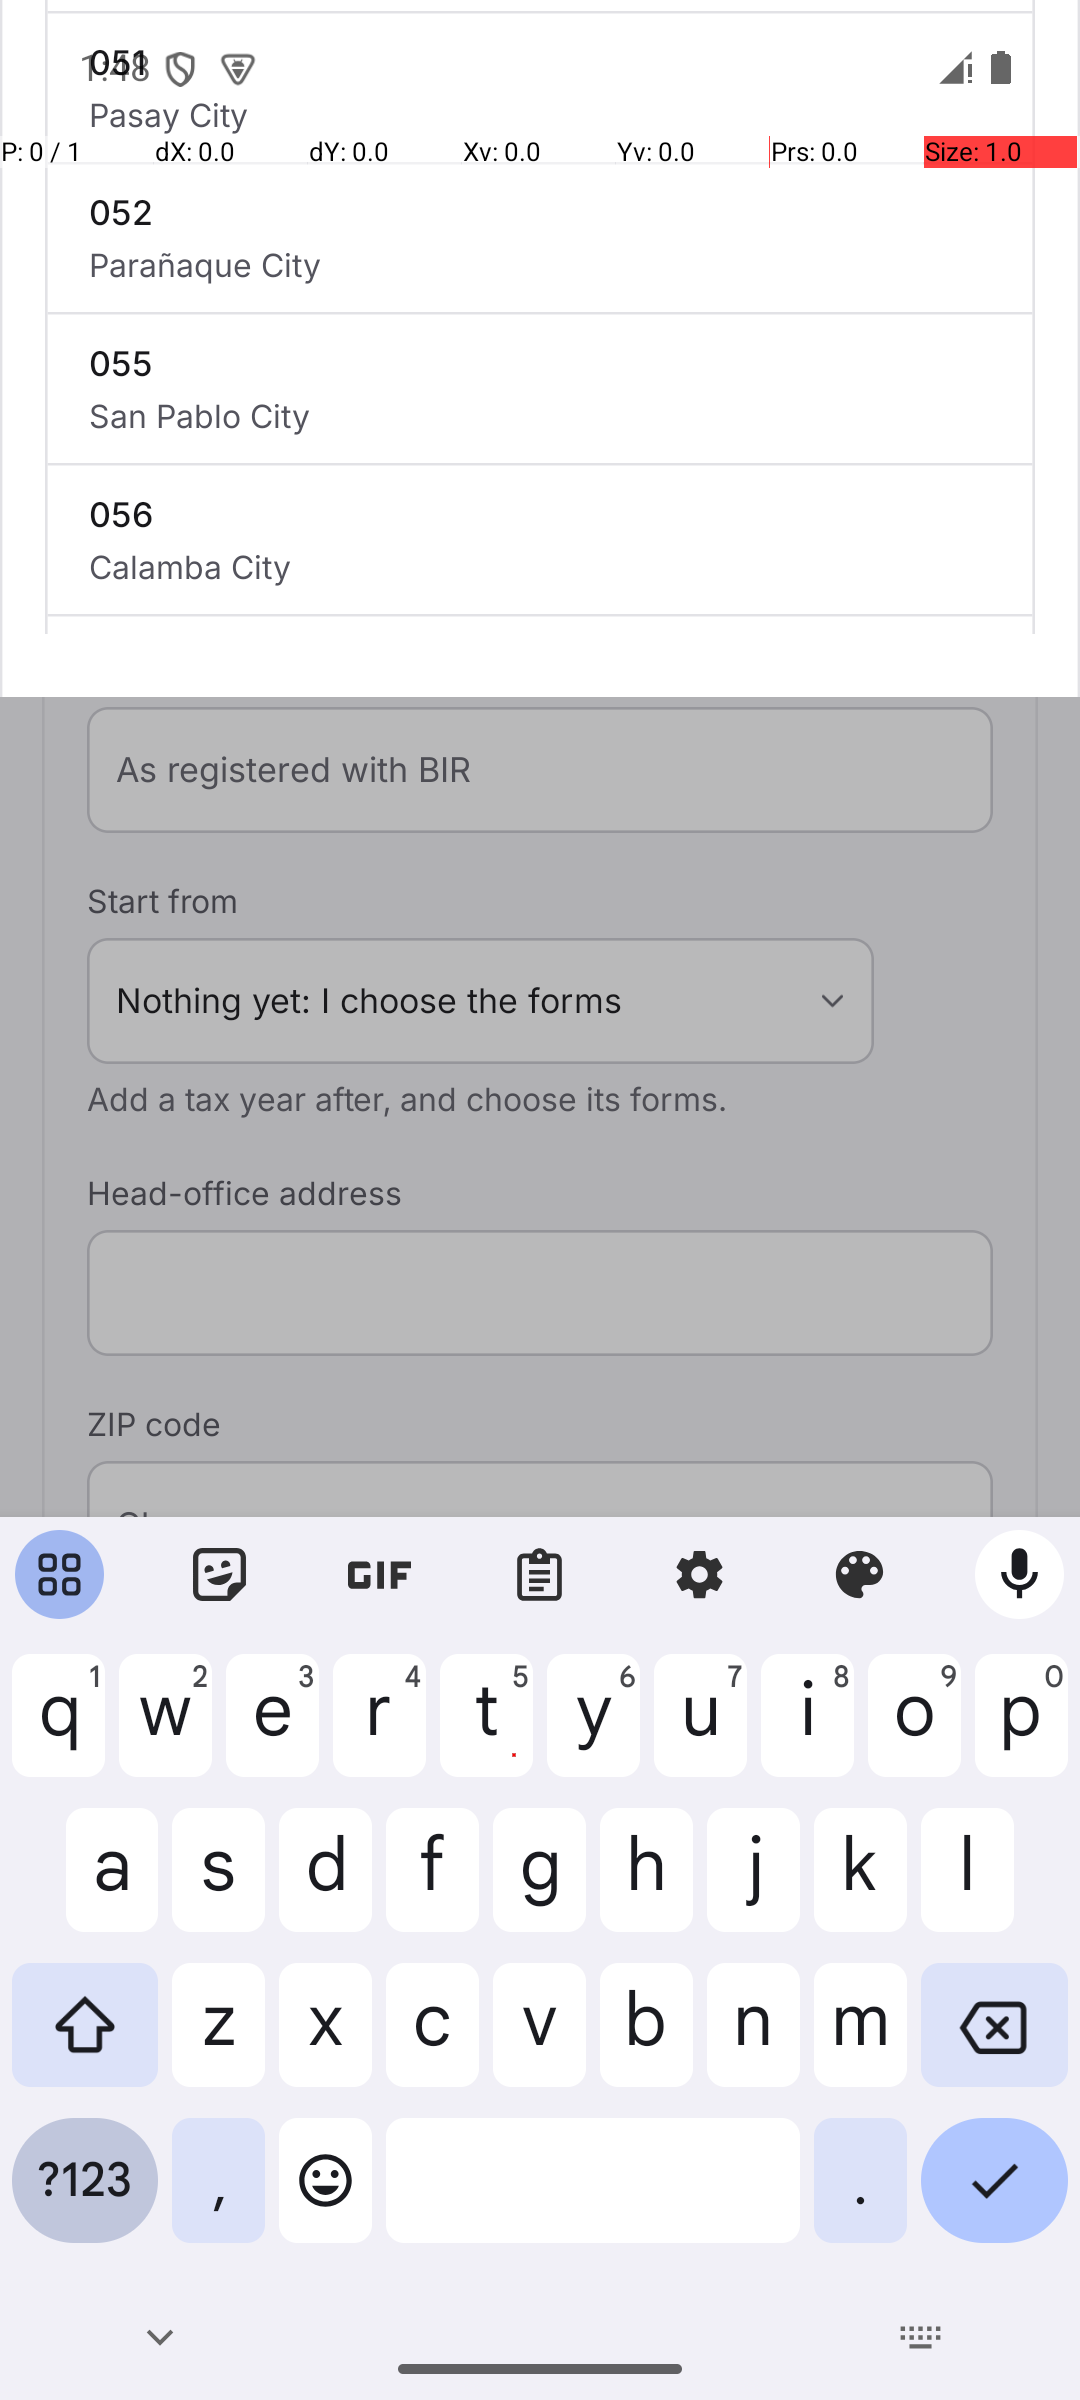 051
1:48
Pasay City
P: 0 / 1 dX: 0.0 dY: 0.0 Xv: 0.0 Yv: 0.0 Prs: 0.0 Size: 1.0
052
Parañaque City
055
San Pablo City
056
Calamba City
As registered with BIR
Start from
Nothing yet: I choose the forms
Add a tax year after, and choose its forms.
Head-office address
ZIP code
GIF
q 1 w 2 e 3 r 4 t 5 y 6 u 7 i 8 o 9 p 0
a s d f g h j k l
z x c v b n m
?123 , .